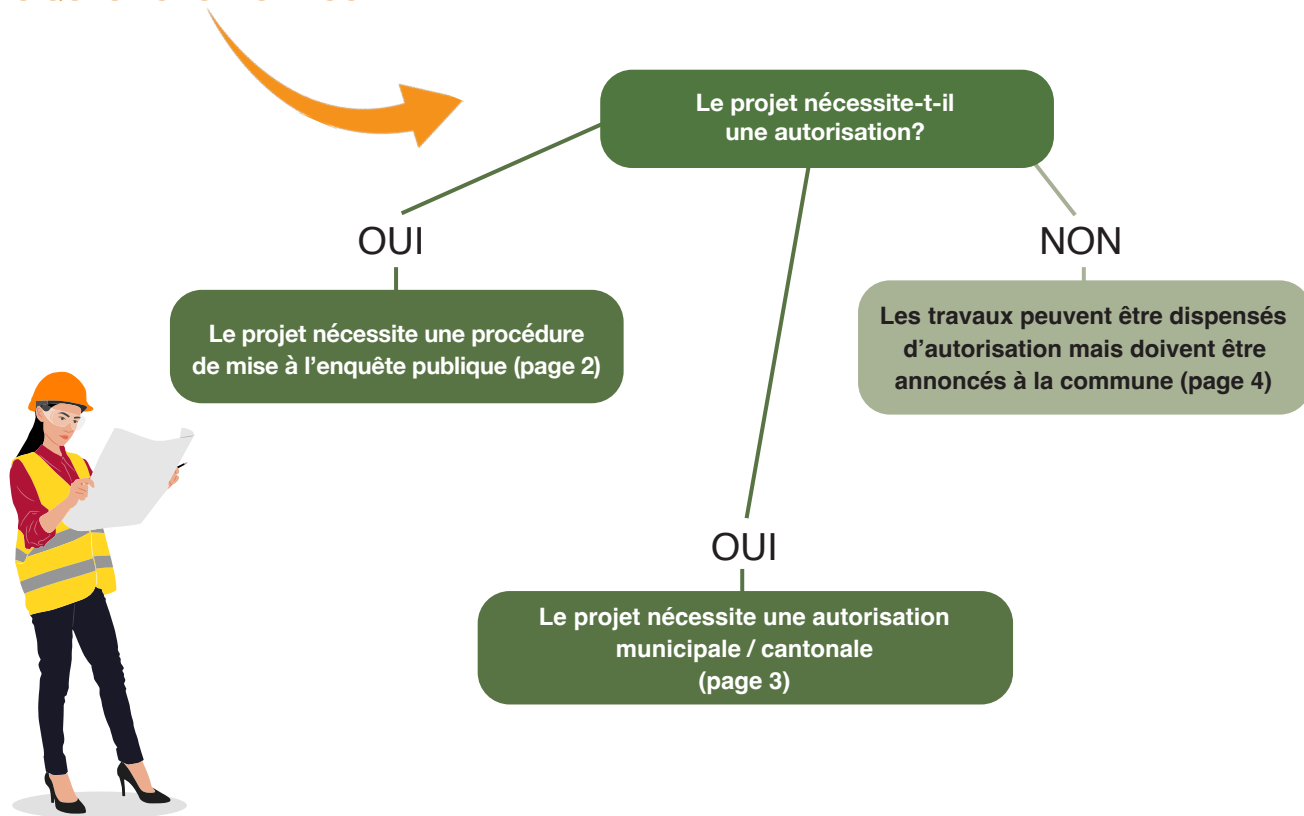 Le projet nécessite-t-il
une autorisation?
OUI
NON
Le projet nécessite une procédure
de mise à l'enquête publique (page 2)
Les travaux peuvent être dispensés
d'autorisation mais doivent être
annoncés à la commune (page 4)
OUI
Le projet nécessite une autorisation
municipale / cantonale
(page 3)